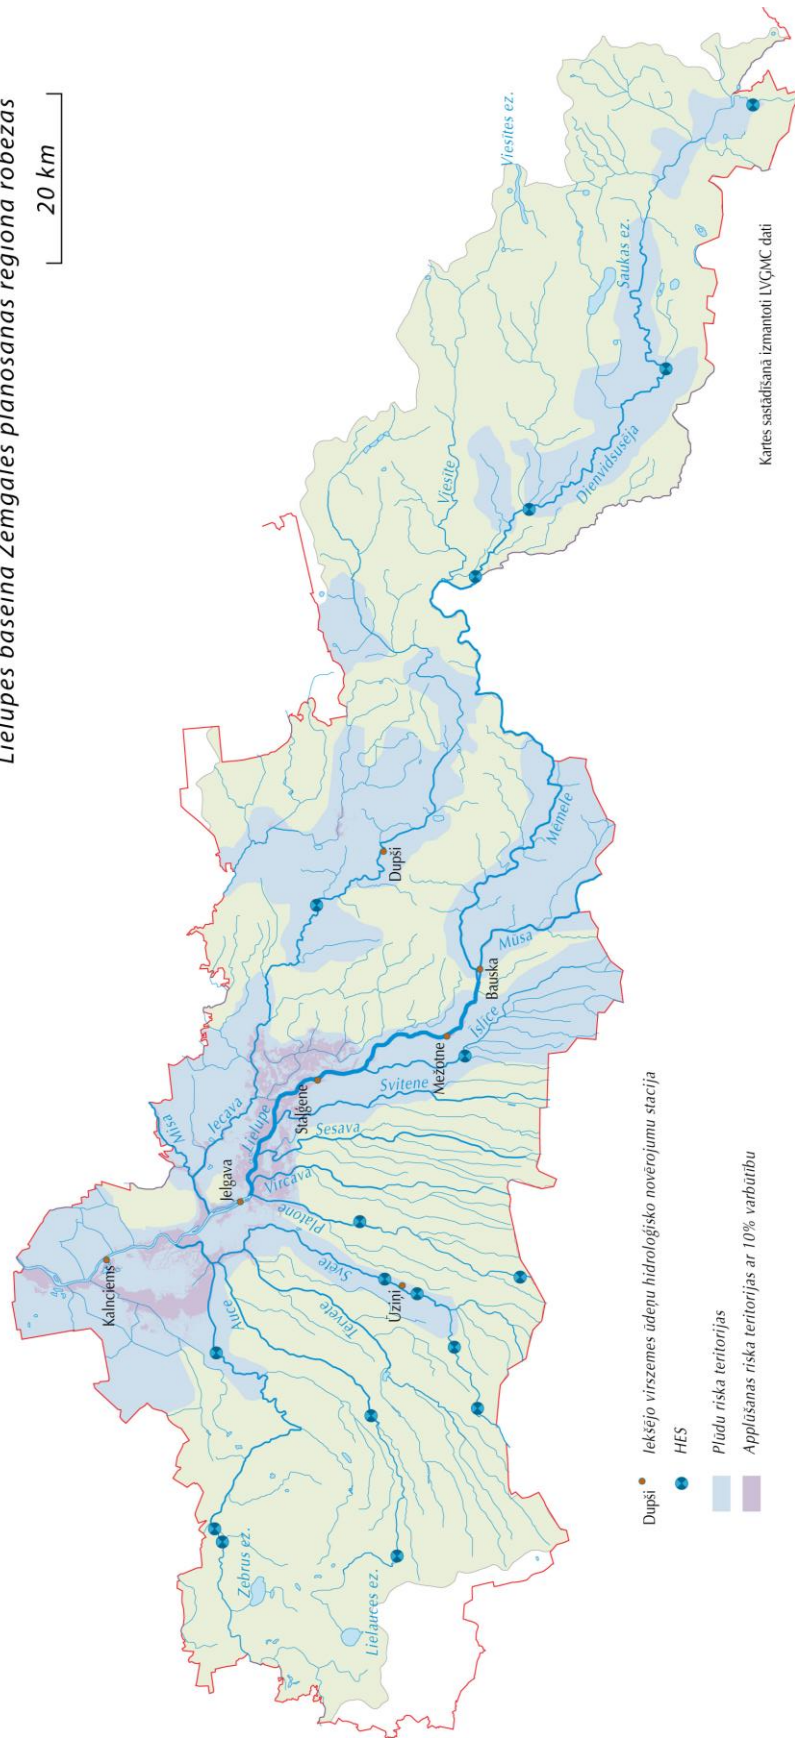 Lielupes baseina Zemgales plānošanas reģiona robežās
20 km
Viesītes ez.
Saukas ez.
Viesīte
Dienvidsusēja
Kartes sastādīšanā izmantoti LVĢMC dati
Mēmele
Dupši
Mūsa
Bauska
Īslīce
Mežotne
Svitene
Misa
Iecava
Lielupe
Staļģene
Sesava
Jelgava
Vircava
Platone
Kalnciems
Svēte
Ūziņi
Auce
Tērvete
Zebrus ez.
Lielauces ez.
Dupši Iekšējo virszemes ūdeņu hidroloģisko novērojumu stacija
HES
Plūdu riska teritorijas
Applūšanas riska teritorijas ar 10% varbūtību